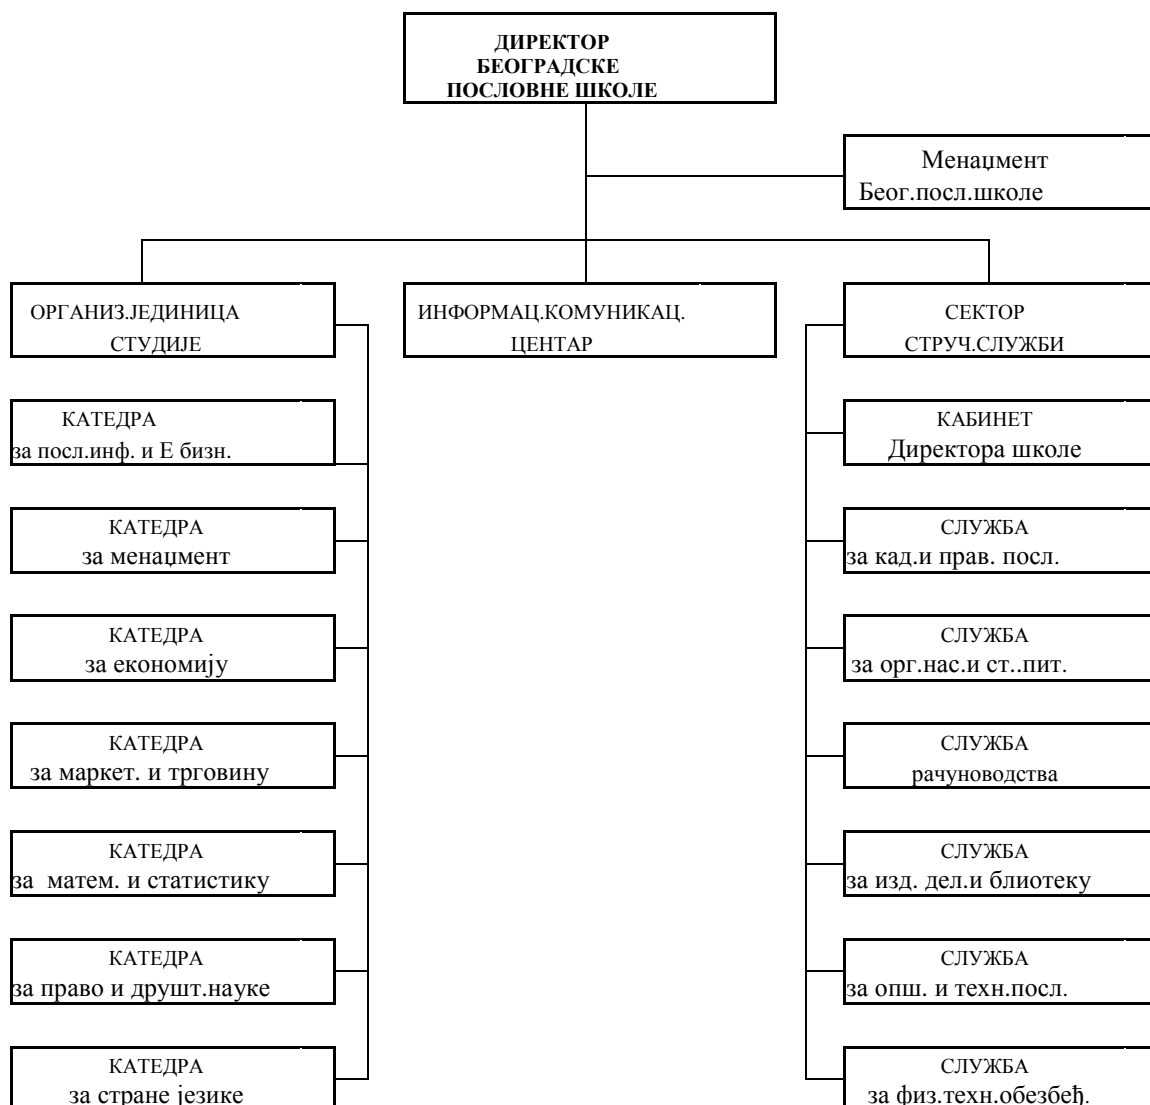 ДИРЕКТОР
БЕОГРАДСКЕ
ПОСЛОВНЕ ШКОЛЕ
Менаџмент
Беог.посл.школе
ОРГАНИЗ.ЈЕДИНИЦА
СТУДИЈЕ
ИНФОРМАЦ.КОМУНИКАЦ.
ЦЕНТАР
СЕКТОР
СТРУЧ.СЛУЖБИ
КАТЕДРА
за посл.инф. и Е бизн.
КАБИНЕТ
Директора школе
КАТЕДРА
за менаџмент
СЛУЖБА
за кад.и прав. посл.
КАТЕДРА
за економију
СЛУЖБА
за орг.нас.и ст..пит.
КАТЕДРА
за маркет. и трговину
СЛУЖБА
рачуноводства
КАТЕДРА
за матем. и статистику
СЛУЖБА
за изд. дел.и блиотеку
КАТЕДРА
за право и друшт.науке
СЛУЖБА
за опш. и техн.посл.
КАТЕДРА
за стране језике
СЛУЖБА
за физ.техн.обезбеђ.